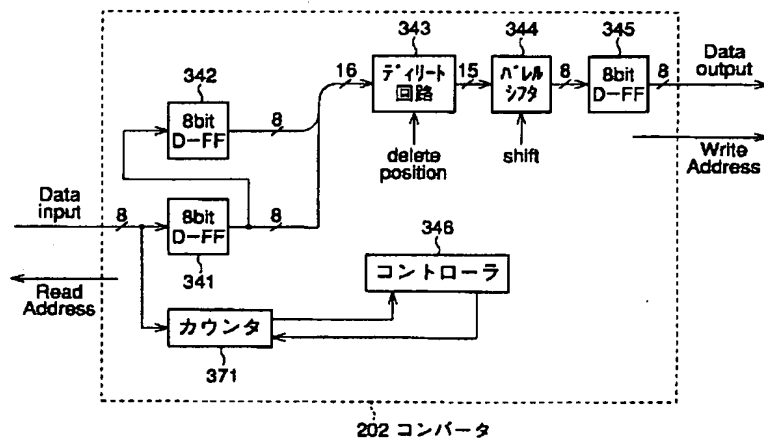 343
344
345
342
16
ディリート
回路
15
バレル
シフタ
8
8bit
D-FF
8
Data
output
8bit
D-FF
8
delete
position
shift
Write
Address
Data
input
8
8bit
D-FF
8
341
346
コントローラ
Read
Address
カウンタ
371
202 コンバータ